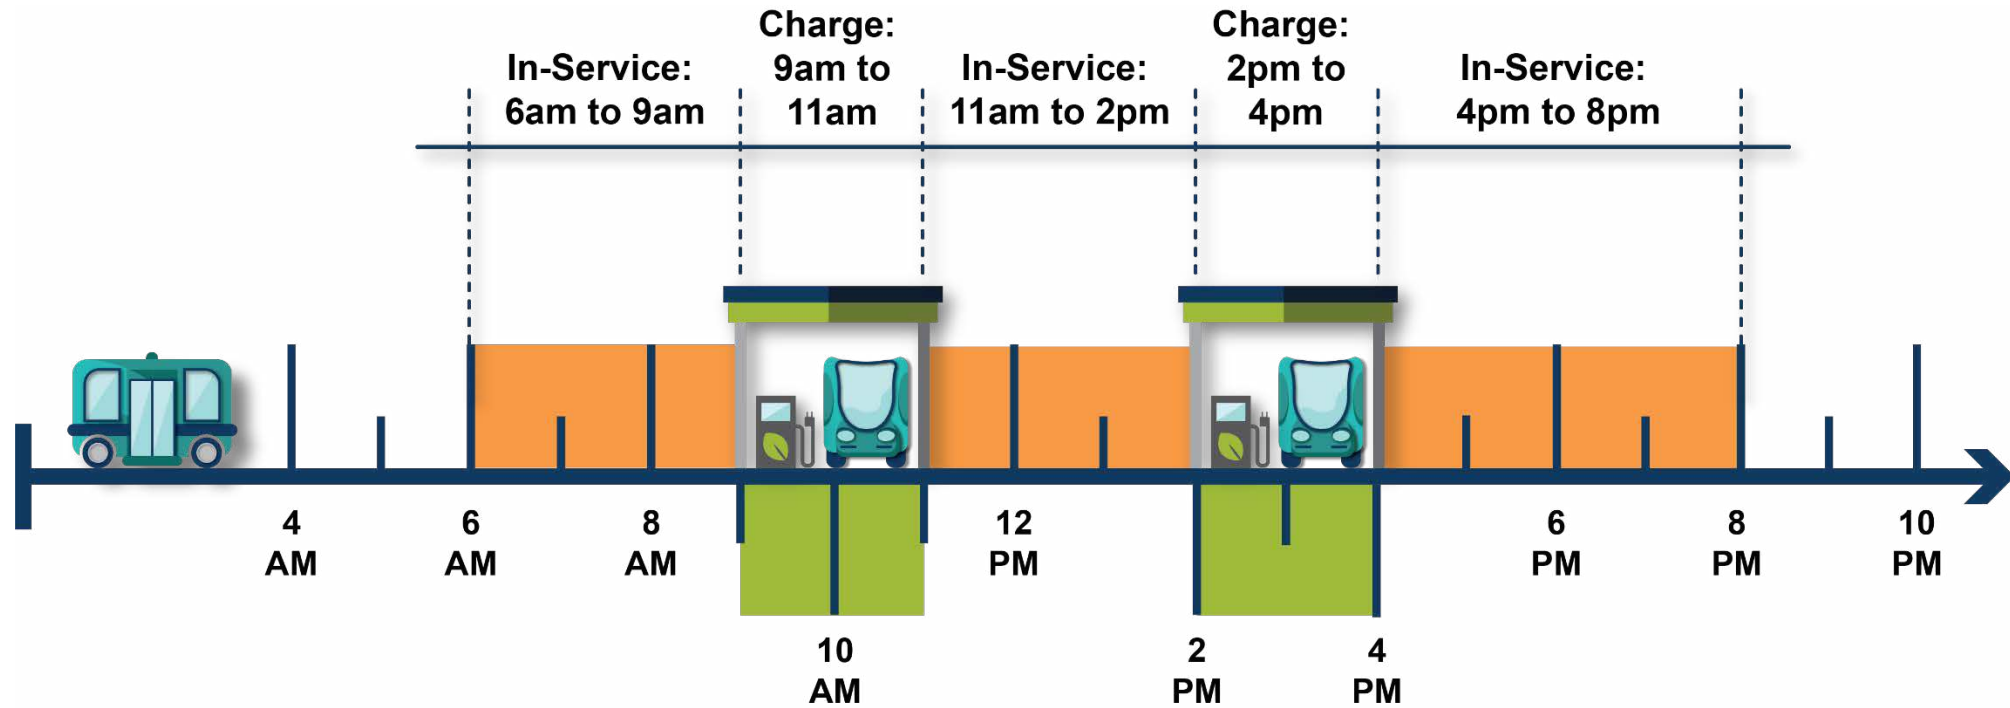 In-Service:
6am to 9am
Charge:
9am to
11am
In-Service:
11am to 2pm
Charge:
2pm to
4pm
In-Service:
4pm to 8pm
4
AM
6
AM
8
AM
10
AM
12
PM
2
PM
4
PM
6
PM
8
PM
10
PM